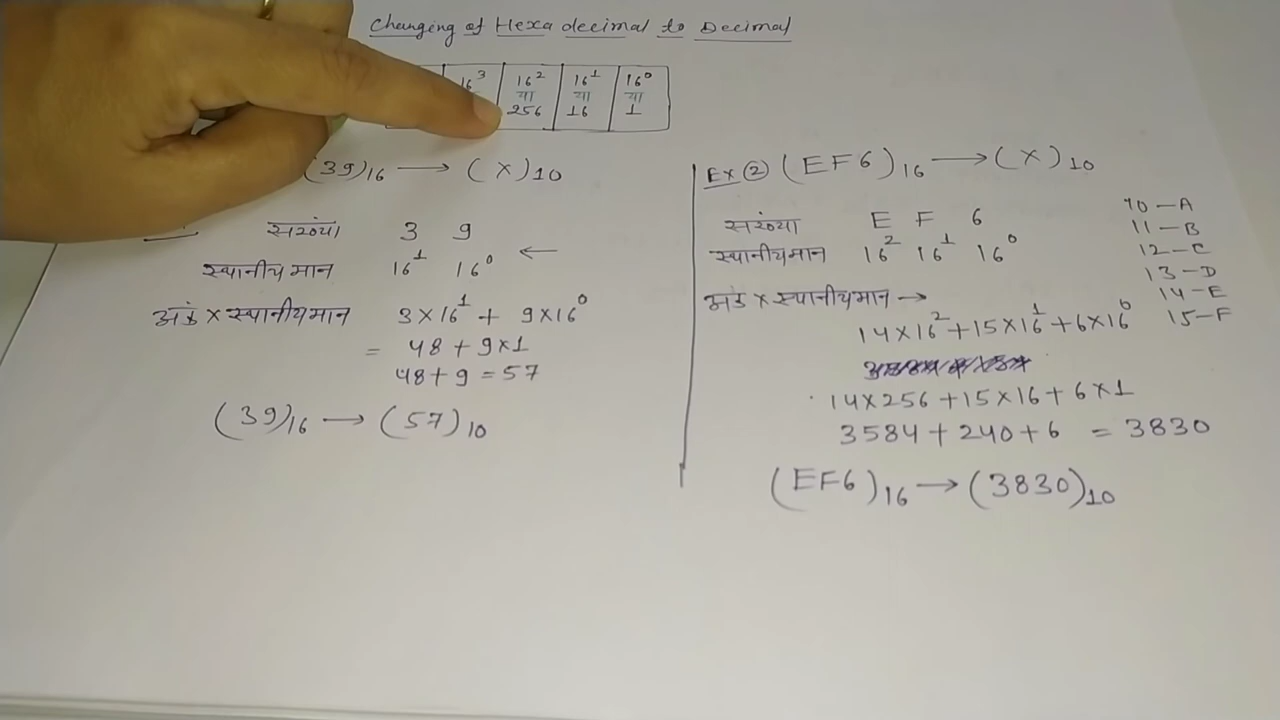 Changing of Hexa decimal to Decimal
16³ 16² 16¹ 16⁰
या या या
256 16 1
(39)₁₆ → (X)₁₀
सरंव्या 3 9
स्थानीय मान 16¹ 16⁰ ←
अंक × स्थानीयमान 3×16¹ + 9×16⁰
= 48 + 9×1
48 + 9 = 57
(39)₁₆ → (57)₁₀
Ex ② (EF6)₁₆ → (X)₁₀
सरंव्या E F 6
स्थानीयमान 16² 16¹ 16⁰
अंक × स्थानीयमान →
14×16² + 15×16¹ + 6×16⁰
14×256 + 15×16 + 6×1
3584 + 240 + 6 = 3830
(EF6)₁₆ → (3830)₁₀
10 – A
11 – B
12 – C
13 – D
14 – E
15 – F